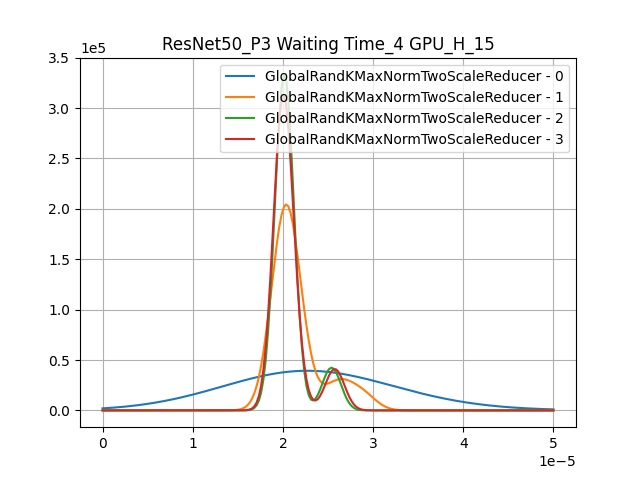 ResNet50_P3 Waiting Time_4 GPU_H_15
1e5
GlobalRandKMaxNormTwoScaleReducer - 0
GlobalRandKMaxNormTwoScaleReducer - 1
GlobalRandKMaxNormTwoScaleReducer - 2
GlobalRandKMaxNormTwoScaleReducer - 3
3.5
3.0
2.5
2.0
1.5
1.0
0.5
0.0
0 1 2 3 4 5
1e−5